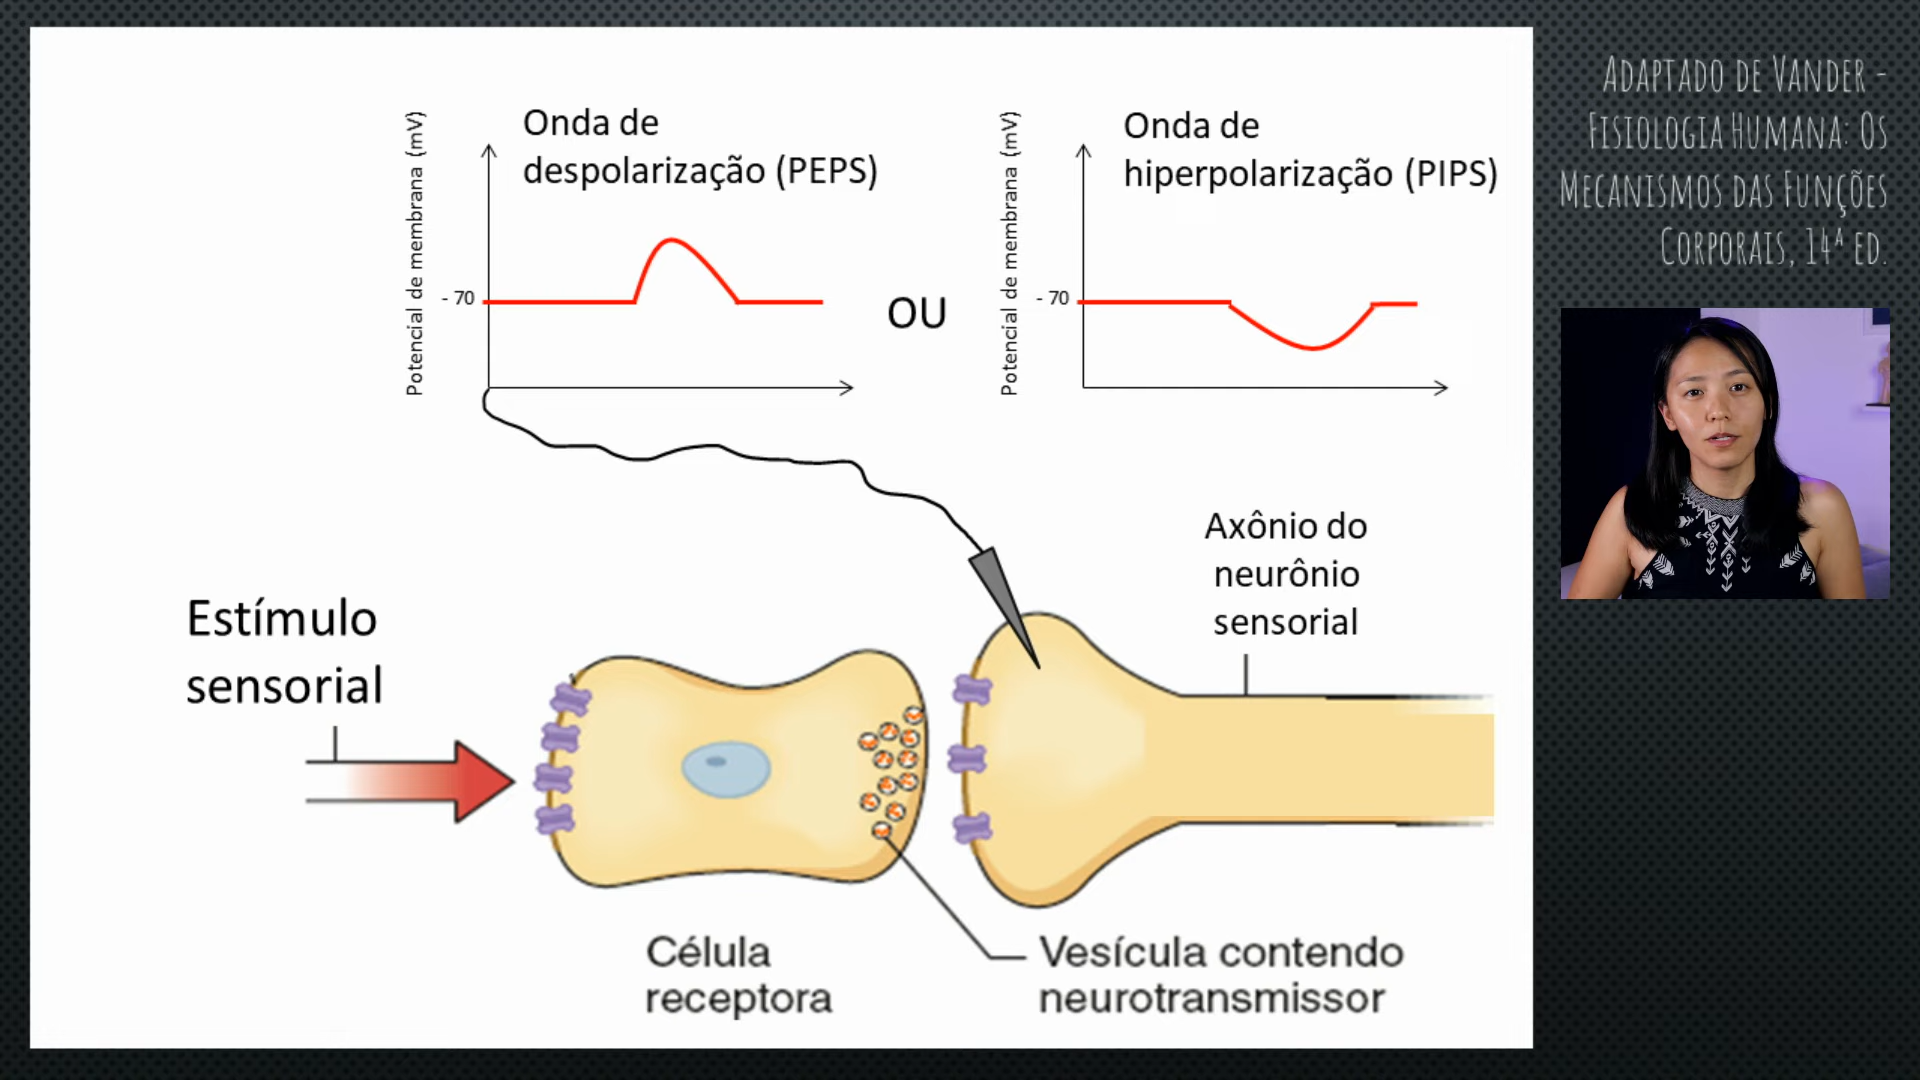 Adaptado de Vander -
Fisiologia Humana: Os
Mecanismos das Funções
Corporais, 14ª ed.
Potencial de membrana (mV)
Onda de
despolarização (PEPS)
- 70
OU
Potencial de membrana (mV)
Onda de
hiperpolarização (PIPS)
- 70
Axônio do
neurônio
sensorial
Estímulo
sensorial
Célula
receptora
Vesícula contendo
neurotransmissor